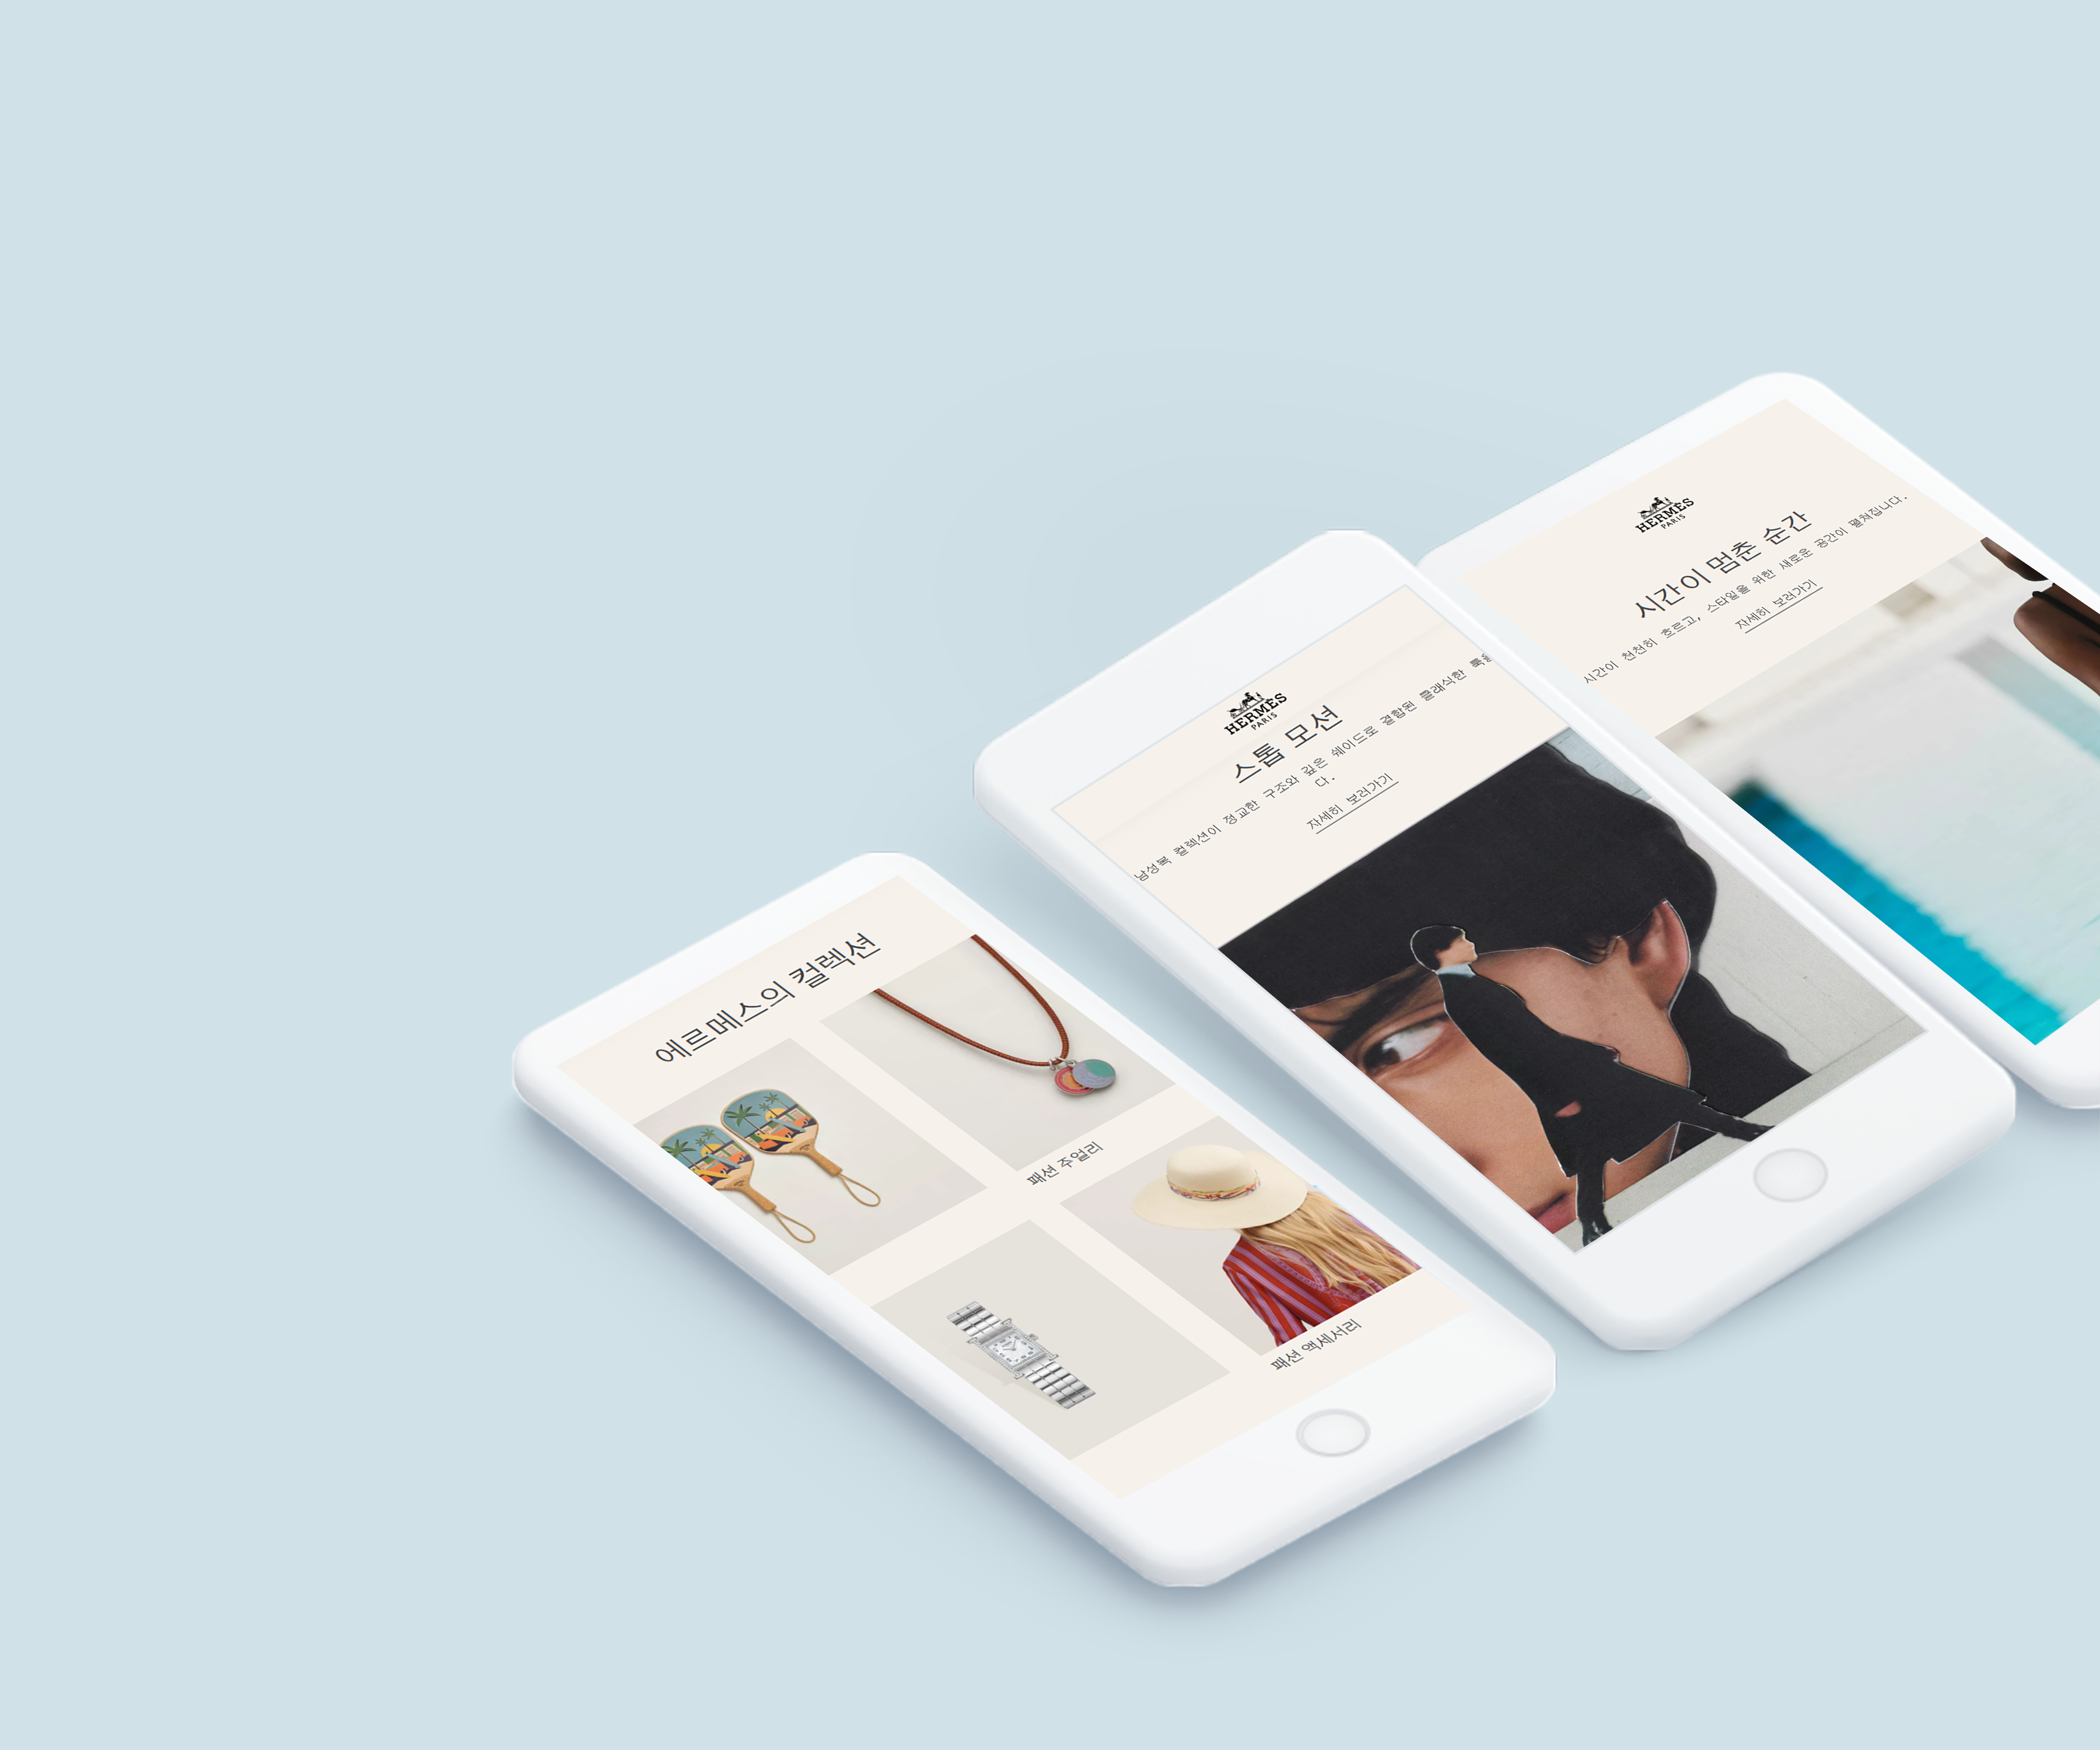 에르메스의 컬렉션
패션 주얼리
패션 액세서리
HERMÈS
PARIS
스톱 모션
남성복 컬렉션이 정교한 구조와 깊은 쉐이드로 결합된 클래식한 룩을
다.
자세히 보러가기
HERMÈS
PARIS
시간이 멈춘 순간
시간이 천천히 흐르고, 스타일을 위한 새로운 공간이 펼쳐집니다.
자세히 보러가기